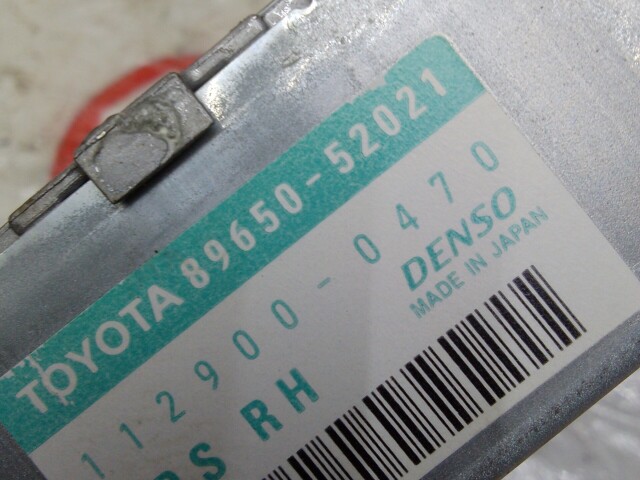 TOYOTA 89650-52021
112900-0470
DENSO
MADE IN JAPAN
RH